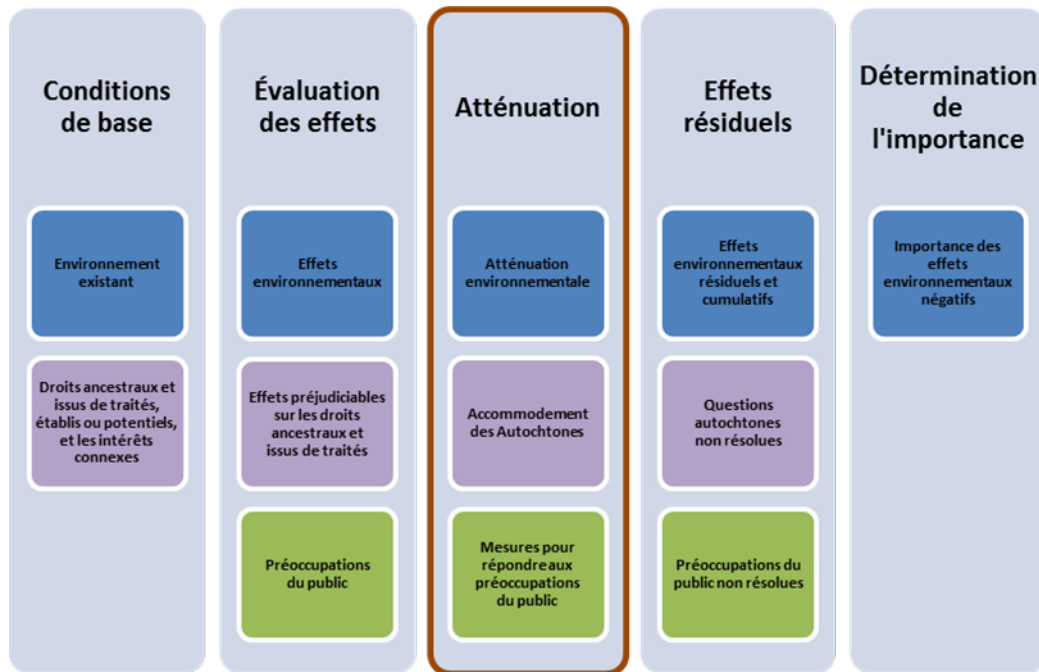 Conditions
de base
Environnement
existant
Droits ancestraux et
issus de traités,
établis ou potentiels,
et les intérêts
connexes
Évaluation
des effets
Effets
environnementaux
Effets préjudiciables
sur les droits
ancestraux et
issus de traités
Préoccupations
du public
Atténuation
Atténuation
environnementale
Accommodement
des Autochtones
Mesures pour
répondre aux
préoccupations
du public
Effets
résiduels
Effets
environnementaux
résiduels et
cumulatifs
Questions
autochtones
non résolues
Préoccupations du
public non résolues
Détermination
de
l'importance
Importance des
effets
environnementaux
négatifs